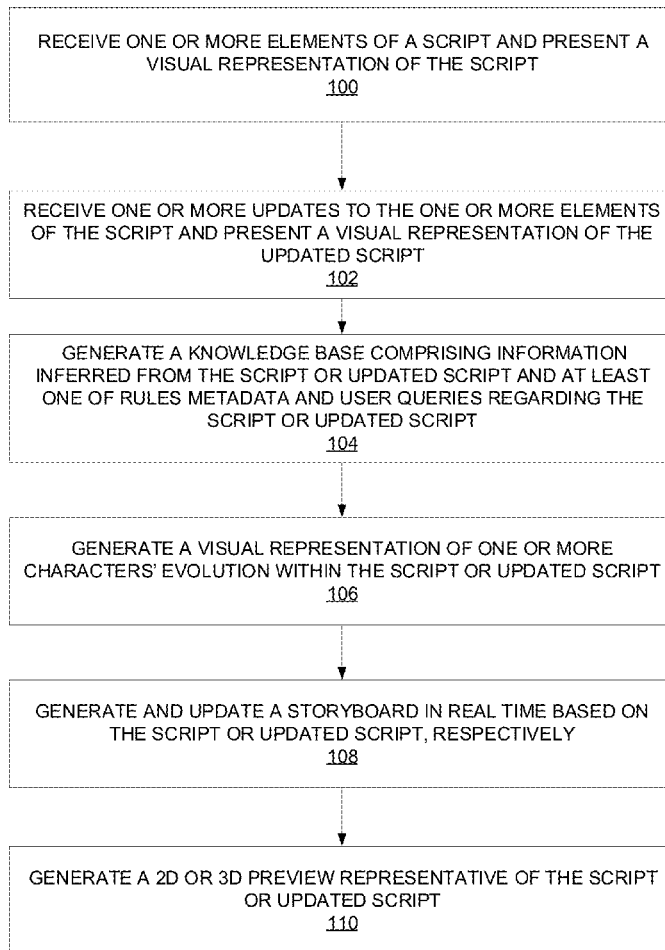 RECEIVE ONE OR MORE ELEMENTS OF A SCRIPT AND PRESENT A
VISUAL REPRESENTATION OF THE SCRIPT
100
RECEIVE ONE OR MORE UPDATES TO THE ONE OR MORE ELEMENTS
OF THE SCRIPT AND PRESENT A VISUAL REPRESENTATION OF THE
UPDATED SCRIPT
102
GENERATE A KNOWLEDGE BASE COMPRISING INFORMATION
INFERRED FROM THE SCRIPT OR UPDATED SCRIPT AND AT LEAST
ONE OF RULES METADATA AND USER QUERIES REGARDING THE
SCRIPT OR UPDATED SCRIPT
104
GENERATE A VISUAL REPRESENTATION OF ONE OR MORE
CHARACTERS' EVOLUTION WITHIN THE SCRIPT OR UPDATED SCRIPT
106
GENERATE AND UPDATE A STORYBOARD IN REAL TIME BASED ON
THE SCRIPT OR UPDATED SCRIPT, RESPECTIVELY
108
GENERATE A 2D OR 3D PREVIEW REPRESENTATIVE OF THE SCRIPT
OR UPDATED SCRIPT
110